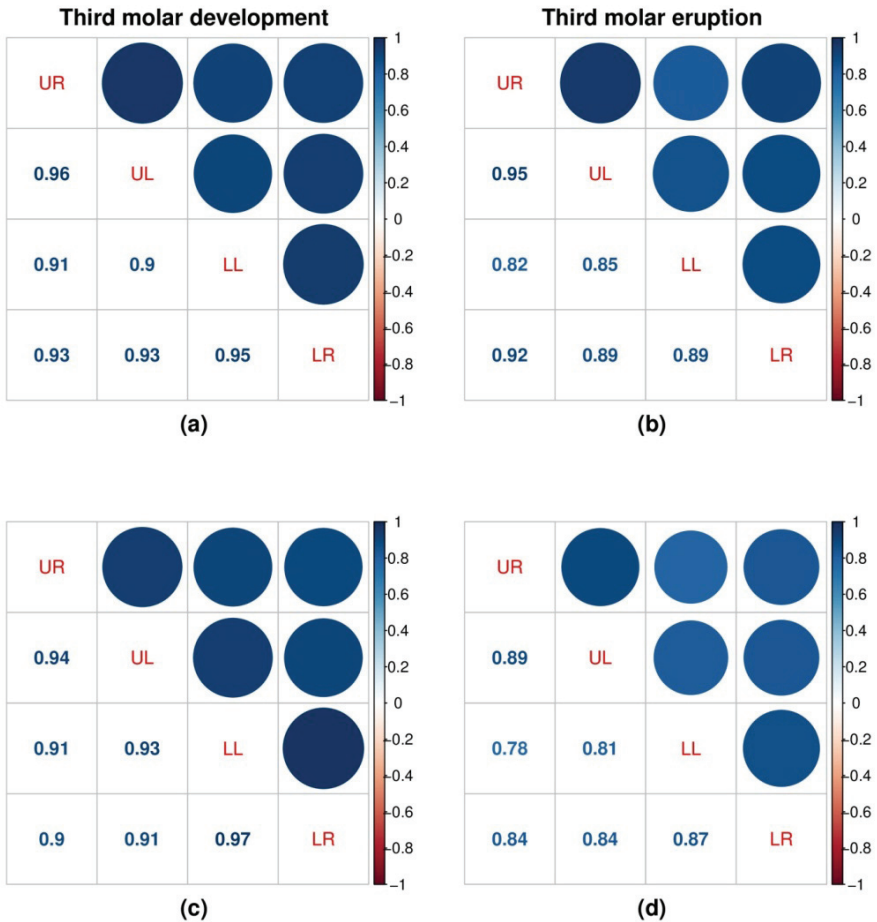 Third molar development
UR
0.96 UL
0.91 0.9 LL
0.93 0.93 0.95 LR
1
0.8
0.6
0.4
0.2
0
−0.2
−0.4
−0.6
−0.8
−1
(a)
Third molar eruption
UR
0.95 UL
0.82 0.85 LL
0.92 0.89 0.89 LR
1
0.8
0.6
0.4
0.2
0
−0.2
−0.4
−0.6
−0.8
−1
(b)
UR
0.94 UL
0.91 0.93 LL
0.9 0.91 0.97 LR
1
0.8
0.6
0.4
0.2
0
−0.2
−0.4
−0.6
−0.8
−1
(c)
UR
0.89 UL
0.78 0.81 LL
0.84 0.84 0.87 LR
1
0.8
0.6
0.4
0.2
0
−0.2
−0.4
−0.6
−0.8
−1
(d)